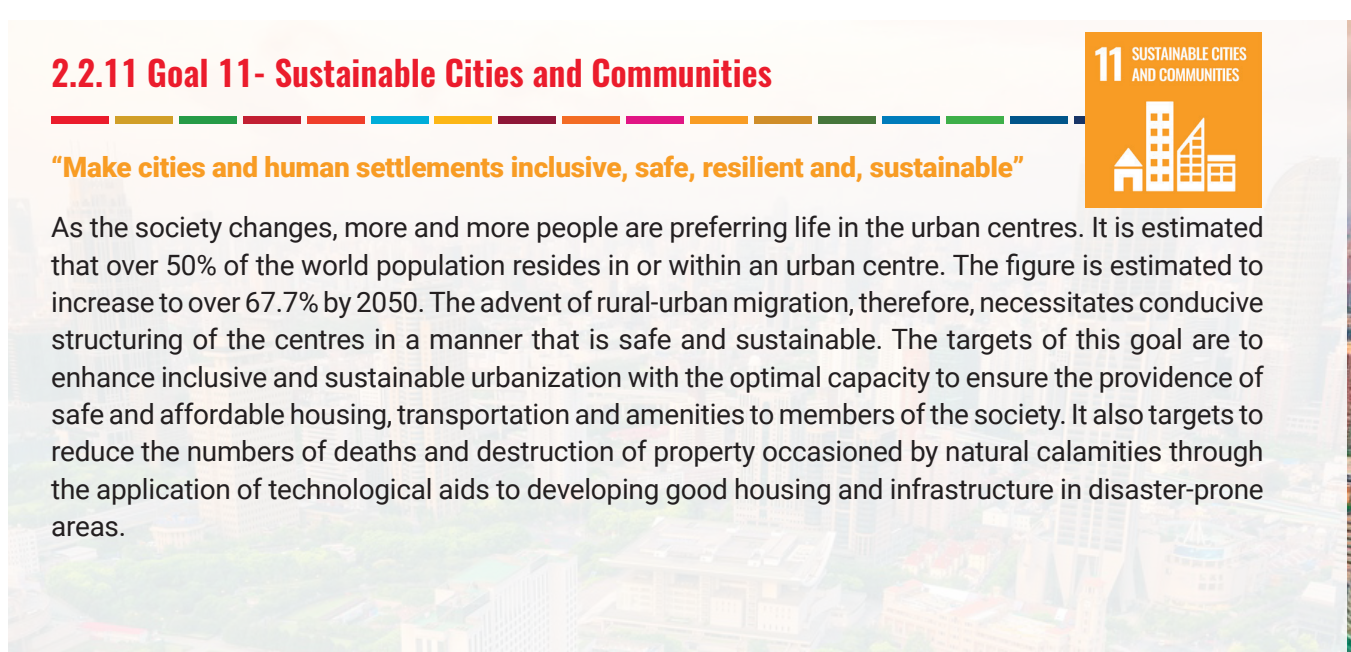 2.2.11 Goal 11- Sustainable Cities and Communities
11 SUSTAINABLE CITIES
AND COMMUNITIES
“Make cities and human settlements inclusive, safe, resilient and, sustainable”
As the society changes, more and more people are preferring life in the urban centres. It is estimated
that over 50% of the world population resides in or within an urban centre. The figure is estimated to
increase to over 67.7% by 2050. The advent of rural-urban migration, therefore, necessitates conducive
structuring of the centres in a manner that is safe and sustainable. The targets of this goal are to
enhance inclusive and sustainable urbanization with the optimal capacity to ensure the providence of
safe and affordable housing, transportation and amenities to members of the society. It also targets to
reduce the numbers of deaths and destruction of property occasioned by natural calamities through
the application of technological aids to developing good housing and infrastructure in disaster-prone
areas.